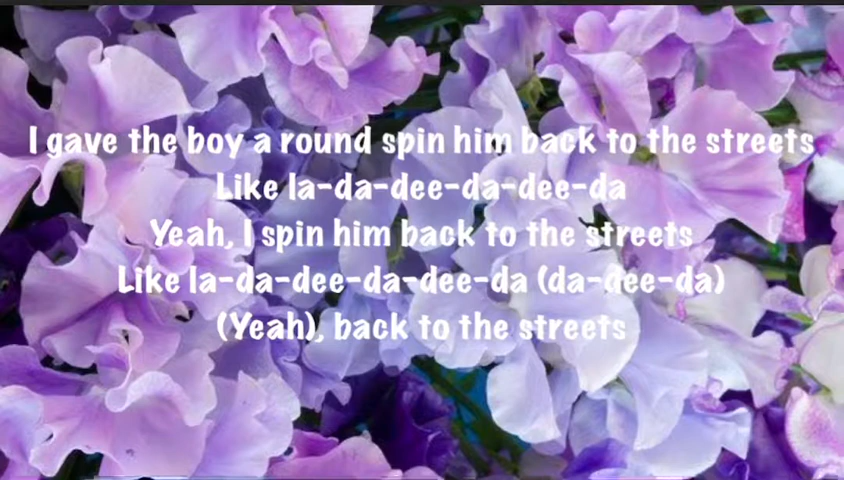 I gave the boy a round spin him back to the streets
Like la-da-dee-da-dee-da
Yeah, I spin him back to the streets
Like la-da-dee-da-dee-da (da-dee-da)
(Yeah), back to the streets